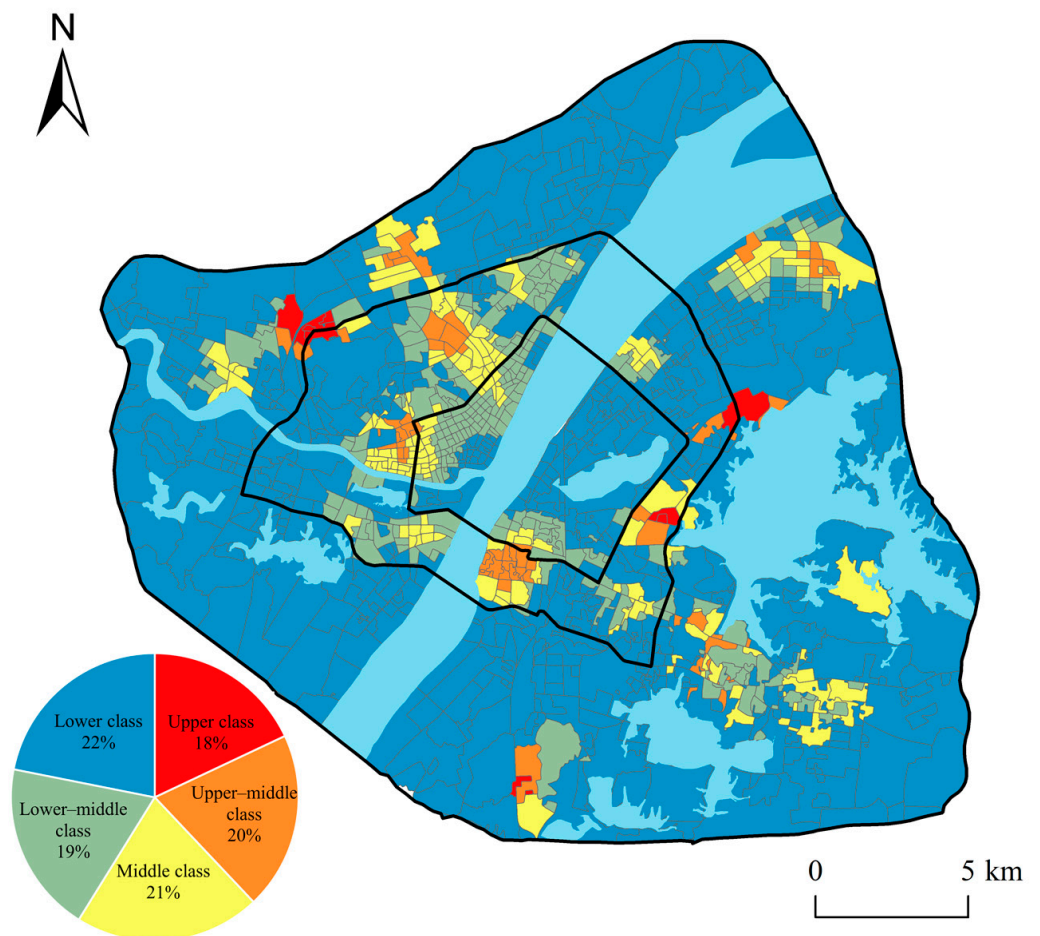 N
Lower class
22%
Upper class
18%
Upper–middle
class
20%
Lower–middle
class
19%
Middle class
21%
0 5 km